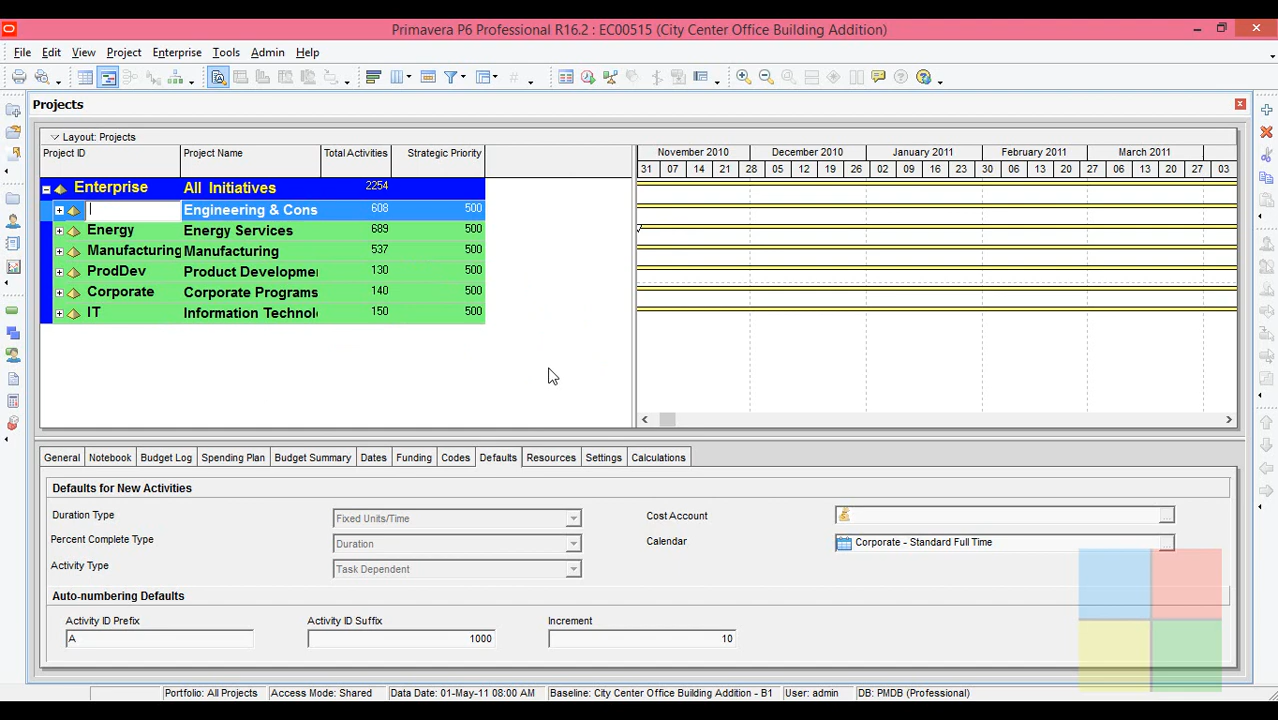 Primavera P6 Professional R16.2 : EC00515 (City Center Office Building Addition)
File Edit View Project Enterprise Tools Admin Help
Projects
Layout: Projects
Project ID Project Name Total Activities Strategic Priority
November 2010 December 2010 January 2011 February 2011 March 2011
31 07 14 21 28 05 12 19 26 02 09 16 23 30 06 13 20 27 06 13 20 27 03
Enterprise All Initiatives 2254
Engineering & Cons 608 500
Energy Energy Services 689 500
Manufacturing Manufacturing 537 500
ProdDev Product Developme 130 500
Corporate Corporate Programs 140 500
IT Information Technol 150 500
General Notebook Budget Log Spending Plan Budget Summary Dates Funding Codes Defaults Resources Settings Calculations
Defaults for New Activities
Duration Type Fixed Units/Time Cost Account
Percent Complete Type Duration Calendar Corporate - Standard Full Time
Activity Type Task Dependent
Auto-numbering Defaults
Activity ID Prefix Activity ID Suffix Increment
A 1000 10
Portfolio: All Projects Access Mode: Shared Data Date: 01-May-11 08:00 AM Baseline: City Center Office Building Addition - B1 User: admin DB: PMDB (Professional)